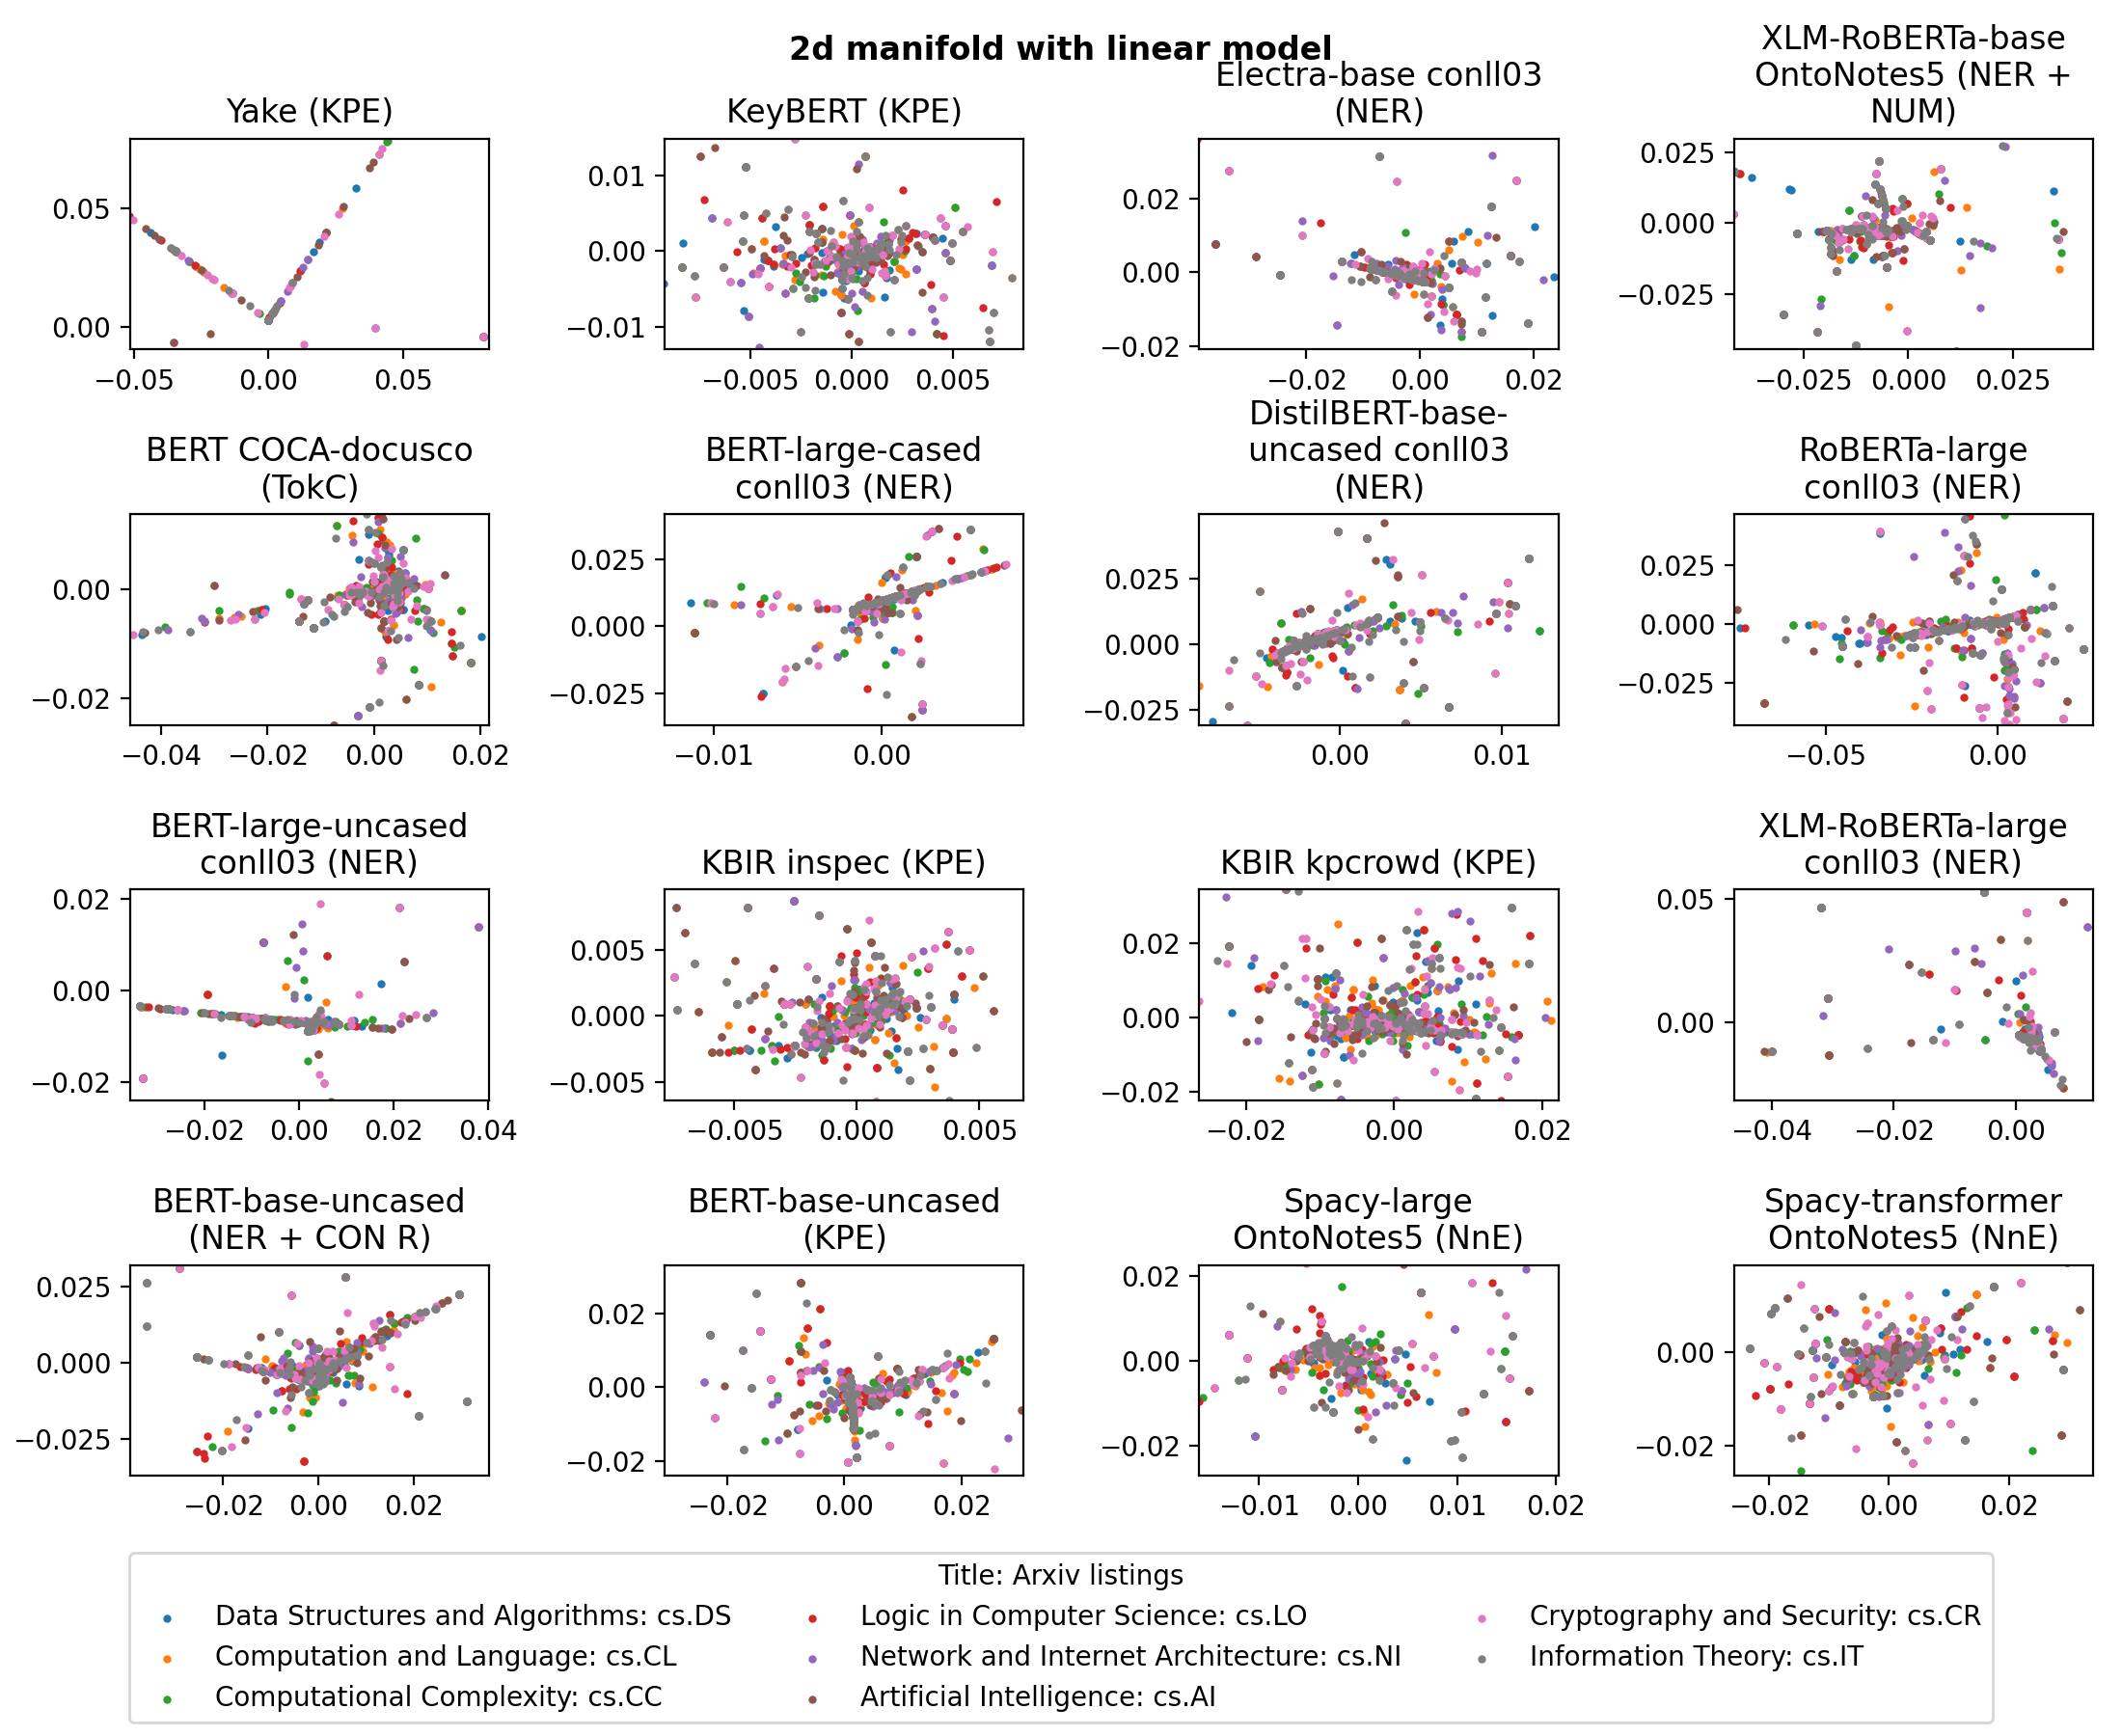 2d manifold with linear model
Yake (KPE)
0.05
0.00
−0.05
0.00
0.05
KeyBERT (KPE)
0.01
0.00
−0.01
−0.005
0.000
0.005
Electra-base conll03
(NER)
0.02
0.00
−0.02
−0.02
0.00
0.02
XLM-RoBERTa-base
OntoNotes5 (NER +
NUM)
0.025
0.000
−0.025
−0.025
0.000
0.025
BERT COCA-docusco
(TokC)
0.00
−0.02
−0.04
−0.02
0.00
0.02
BERT-large-cased
conll03 (NER)
0.025
0.000
−0.025
−0.01
0.00
DistilBERT-base-
uncased conll03
(NER)
0.025
0.000
−0.025
0.00
0.01
RoBERTa-large
conll03 (NER)
0.025
0.000
−0.025
−0.05
0.00
BERT-large-uncased
conll03 (NER)
0.02
0.00
−0.02
−0.02
0.00
0.02
0.04
KBIR inspec (KPE)
0.005
0.000
−0.005
−0.005
0.000
0.005
KBIR kpcrowd (KPE)
0.02
0.00
−0.02
−0.02
0.00
0.02
XLM-RoBERTa-large
conll03 (NER)
0.05
0.00
−0.04
−0.02
0.00
BERT-base-uncased
(NER + CON R)
0.025
0.000
−0.025
−0.02
0.00
0.02
BERT-base-uncased
(KPE)
0.02
0.00
−0.02
−0.02
0.00
0.02
Spacy-large
OntoNotes5 (NnE)
0.02
0.00
−0.02
−0.01
0.00
0.01
0.02
Spacy-transformer
OntoNotes5 (NnE)
0.00
−0.02
−0.02
0.00
0.02
Title: Arxiv listings
Data Structures and Algorithms: cs.DS
Computation and Language: cs.CL
Computational Complexity: cs.CC
Logic in Computer Science: cs.LO
Network and Internet Architecture: cs.NI
Artificial Intelligence: cs.AI
Cryptography and Security: cs.CR
Information Theory: cs.IT